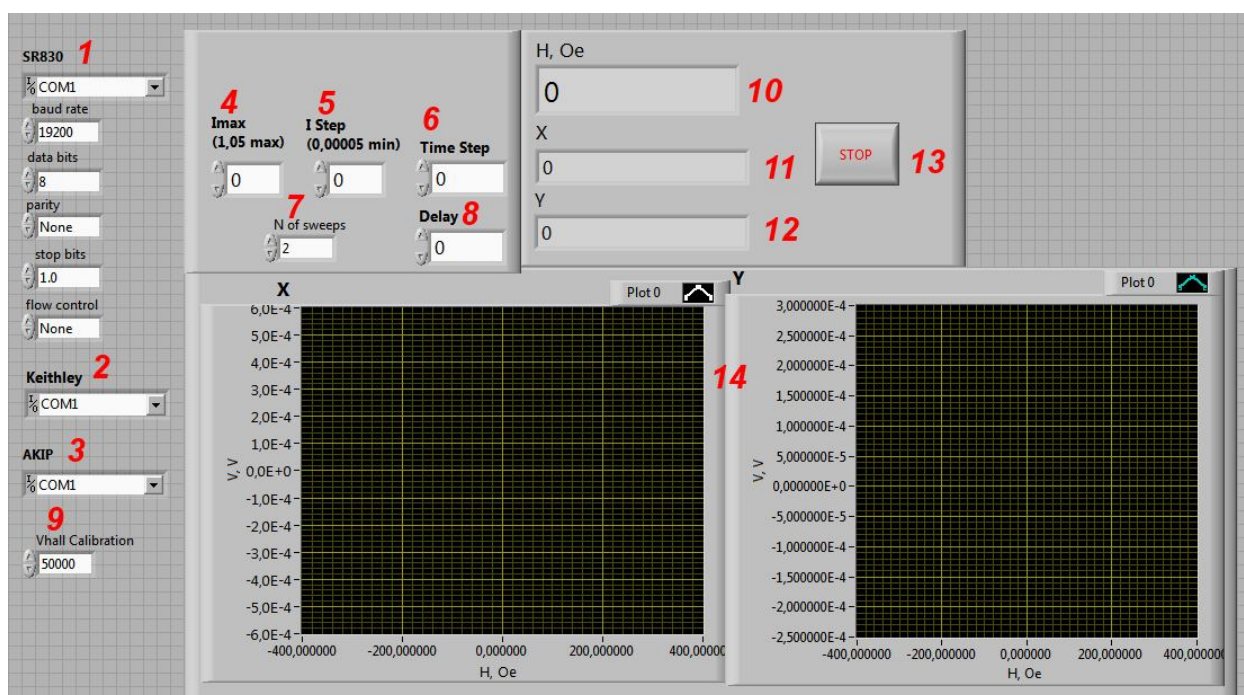 SR830 1
COM1
baud rate
19200
data bits
8
parity
None
stop bits
1.0
flow control
None
Keithley 2
COM1
AKIP 3
COM1
9
Vhall Calibration
50000
4 5 6
Imax I Step Time Step
(1,05 max) (0,00005 min)
0 0 0
7
N of sweeps
2
Delay 8
0
H, Oe
0 10
X
0 11
Y
0 12
STOP 13
X Plot 0
6,0E-4
5,0E-4
4,0E-4
3,0E-4
2,0E-4
1,0E-4
0,0E+0
-1,0E-4
-2,0E-4
-3,0E-4
-4,0E-4
-5,0E-4
-6,0E-4
V, V
-400,000000 -200,000000 0,000000 200,000000 400,00000
H, Oe
14
Y Plot 0
3,000000E-4
2,500000E-4
2,000000E-4
1,500000E-4
1,000000E-4
5,000000E-5
0,000000E+0
-5,000000E-5
-1,000000E-4
-1,500000E-4
-2,000000E-4
-2,500000E-4
V, V
-400,000000 -200,000000 0,000000 200,000000 400,00000
H, Oe